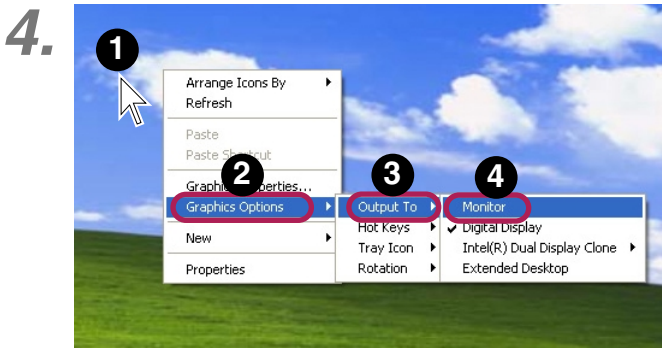 4.
1
Arrange Icons By
Refresh
Paste
Paste Shortcut
2
3
4
Graphics Properties...
Graphics Options
Output To
Monitor
Hot Keys
Digital Display
New
Tray Icon
Intel(R) Dual Display Clone
Properties
Rotation
Extended Desktop